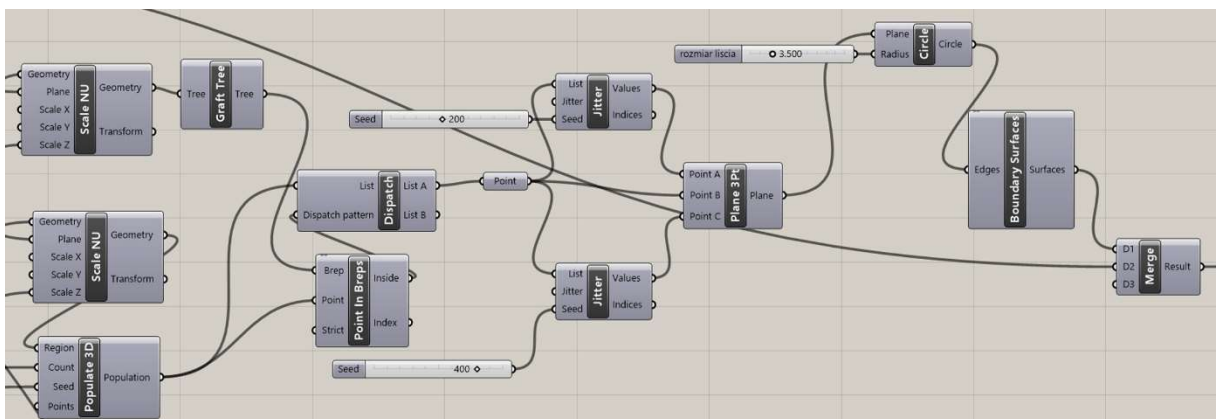 Geometry
Plane
Scale X
Scale Y
Scale Z
Scale NU
Geometry
Transform
Tree
Graft Tree
Tree
Geometry
Plane
Scale X
Scale Y
Scale Z
Scale NU
Geometry
Transform
Region
Count
Seed
Points
Populate 3D
Population
List
Dispatch pattern
Dispatch
List A
List B
Brep
Point
Strict
Point In Breps
Inside
Index
Point
Seed
200
List
Jitter
Seed
Jitter
Values
Indices
Seed
400
List
Jitter
Seed
Jitter
Values
Indices
Point A
Point B
Point C
Plane 3Pt
Plane
rozmiar liscia
3.500
Plane
Radius
Circle
Circle
Edges
Boundary Surfaces
Surfaces
D1
D2
D3
Merge
Result